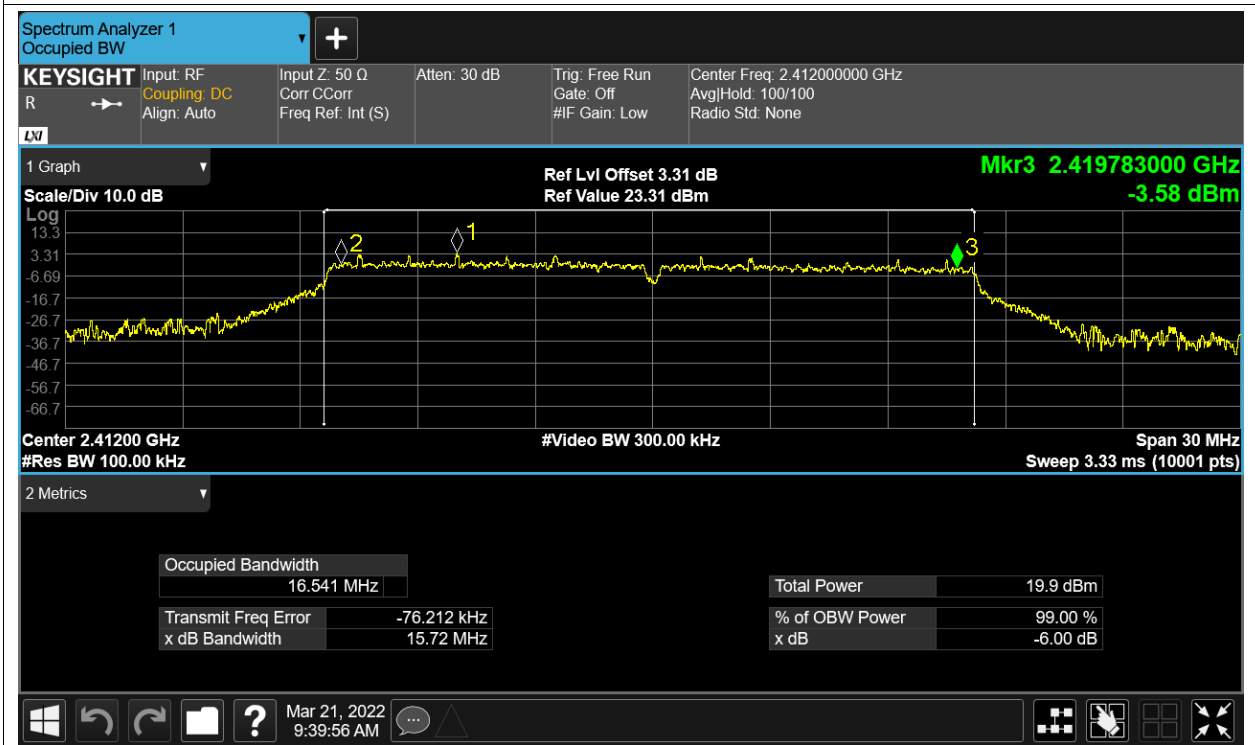 Spectrum Analyzer 1
Occupied BW
KEYSIGHT
R
LXI
Input: RF
Coupling: DC
Align: Auto
Input Z: 50 Ω
Corr CCorr
Freq Ref: Int (S)
Atten: 30 dB
Trig: Free Run
Gate: Off
#IF Gain: Low
Center Freq: 2.412000000 GHz
Avg|Hold: 100/100
Radio Std: None
1 Graph
Scale/Div 10.0 dB
Ref Lvl Offset 3.31 dB
Ref Value 23.31 dBm
Mkr3 2.419783000 GHz
-3.58 dBm
Log
13.3
3.31
-6.69
-16.7
-26.7
-36.7
-46.7
-56.7
-66.7
2
1
3
Center 2.41200 GHz
#Res BW 100.00 kHz
#Video BW 300.00 kHz
Span 30 MHz
Sweep 3.33 ms (10001 pts)
2 Metrics
Occupied Bandwidth
16.541 MHz
Transmit Freq Error -76.212 kHz
x dB Bandwidth 15.72 MHz
Total Power 19.9 dBm
% of OBW Power 99.00 %
x dB -6.00 dB
?
Mar 21, 2022
9:39:56 AM